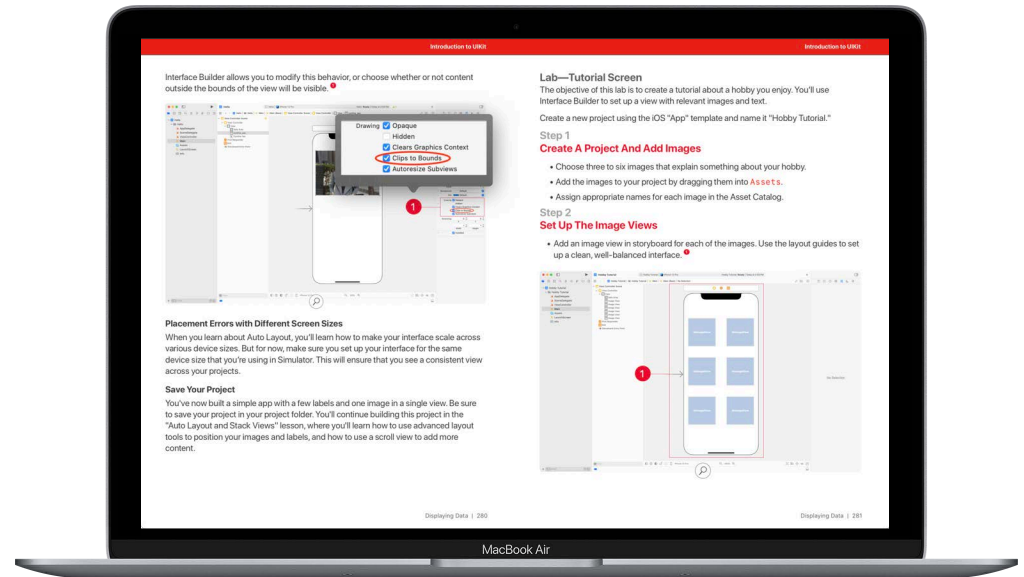 Introduction to UIKit
Interface Builder allows you to modify this behavior, or choose whether or not content
outside the bounds of the view will be visible. 1
Drawing Opaque
Hidden
Clears Graphics Context
Clips to Bounds
Autoresize Subviews
1
Placement Errors with Different Screen Sizes
When you learn about Auto Layout, you'll learn how to make your interface scale across
various device sizes. But for now, make sure you set up your interface for the same
device size that you're using in Simulator. This will ensure that you see a consistent view
across your projects.
Save Your Project
You've now built a simple app with a few labels and one image in a single view. Be sure
to save your project in your project folder. You'll continue building this project in the
"Auto Layout and Stack Views" lesson, where you'll learn how to use advanced layout
tools to position your images and labels, and how to use a scroll view to add more
content.
Displaying Data | 280
Introduction to UIKit
Lab—Tutorial Screen
The objective of this lab is to create a tutorial about a hobby you enjoy. You'll use
Interface Builder to set up a view with relevant images and text.
Create a new project using the iOS "App" template and name it "Hobby Tutorial."
Step 1
Create A Project And Add Images
• Choose three to six images that explain something about your hobby.
• Add the images to your project by dragging them into Assets.
• Assign appropriate names for each image in the Asset Catalog.
Step 2
Set Up The Image Views
• Add an image view in storyboard for each of the images. Use the layout guides to set
up a clean, well-balanced interface. 1
Hobby Tutorial
1
Displaying Data | 281
MacBook Air